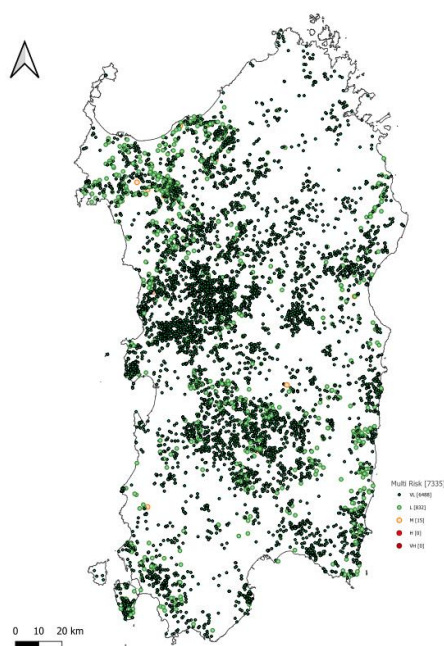 Multi Risk [7335]
VL [6488]
L [832]
M [15]
H [0]
VH [0]
0 10 20 km